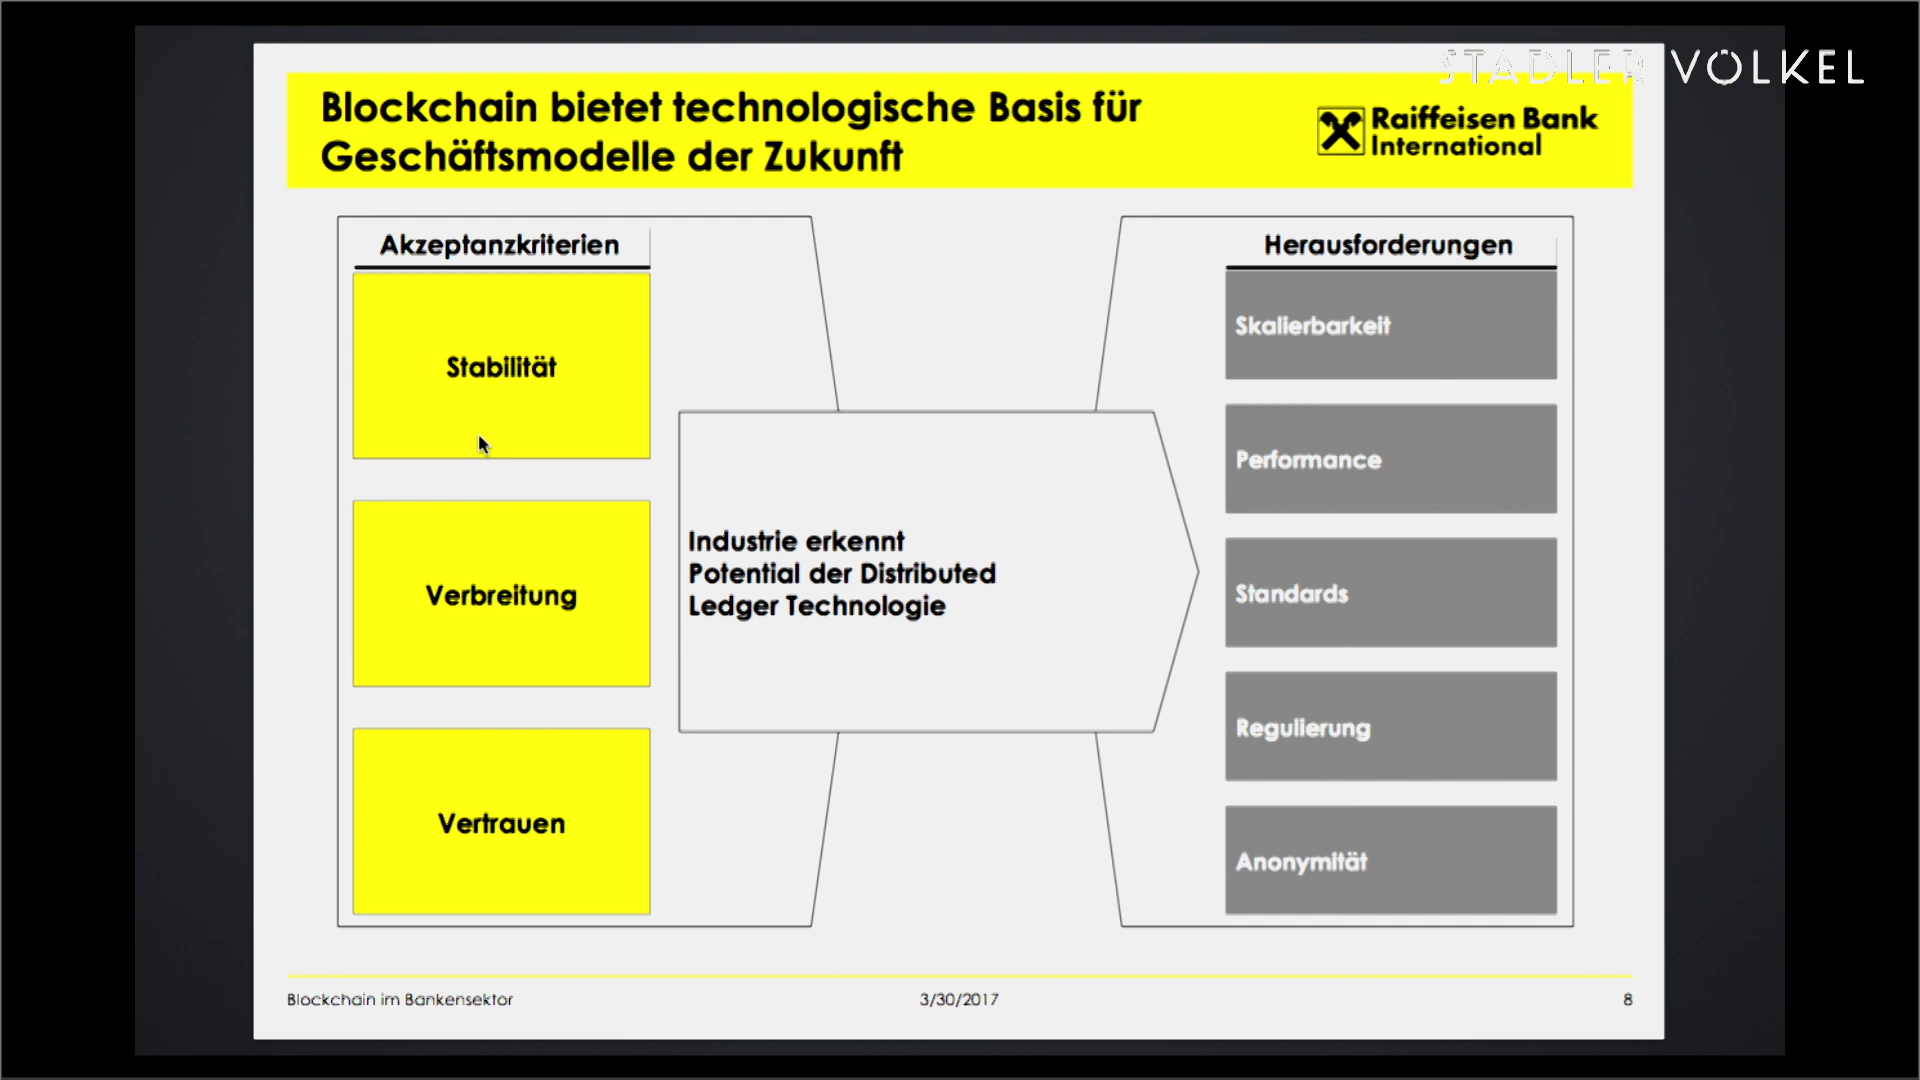 STADLER VÖLKEL
Blockchain bietet technologische Basis für
Geschäftsmodelle der Zukunft
Raiffeisen Bank
International
Akzeptanzkriterien
Stabilität
Verbreitung
Vertrauen
Industrie erkennt
Potential der Distributed
Ledger Technologie
Herausforderungen
Skalierbarkeit
Performance
Standards
Regulierung
Anonymität
Blockchain im Bankensektor
3/30/2017
8